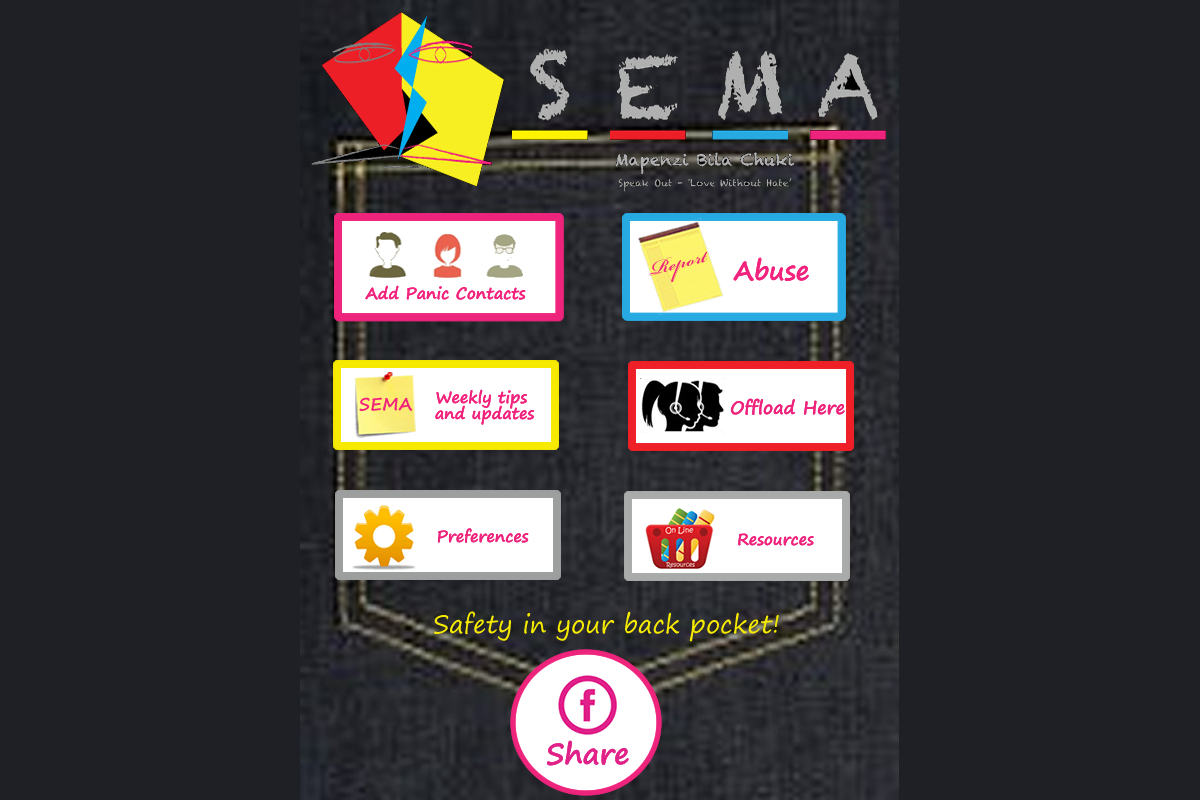 SEMA
Mapenzi Bila Chuki
Speak Out - 'Love Without Hate'
Add Panic Contacts
Report
Abuse
SEMA
Weekly tips
and updates
Offload Here
Preferences
On Line
Resources
Resources
Safety in your back pocket!
f
Share